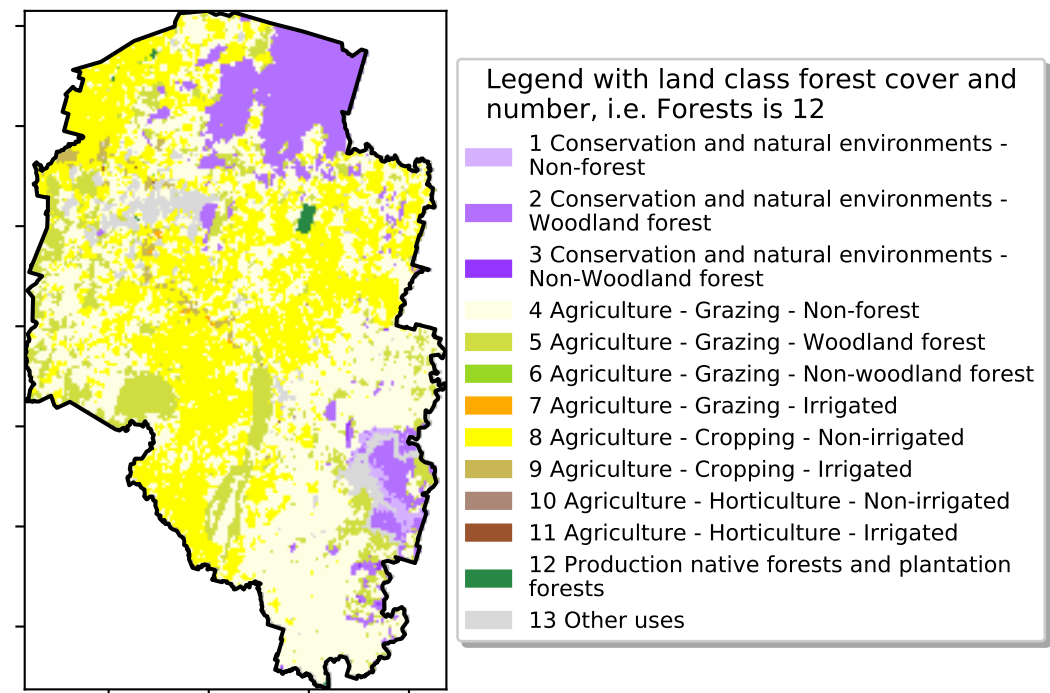 Legend with land class forest cover and
number, i.e. Forests is 12
1 Conservation and natural environments -
Non-forest
2 Conservation and natural environments -
Woodland forest
3 Conservation and natural environments -
Non-Woodland forest
4 Agriculture - Grazing - Non-forest
5 Agriculture - Grazing - Woodland forest
6 Agriculture - Grazing - Non-woodland forest
7 Agriculture - Grazing - Irrigated
8 Agriculture - Cropping - Non-irrigated
9 Agriculture - Cropping - Irrigated
10 Agriculture - Horticulture - Non-irrigated
11 Agriculture - Horticulture - Irrigated
12 Production native forests and plantation
forests
13 Other uses